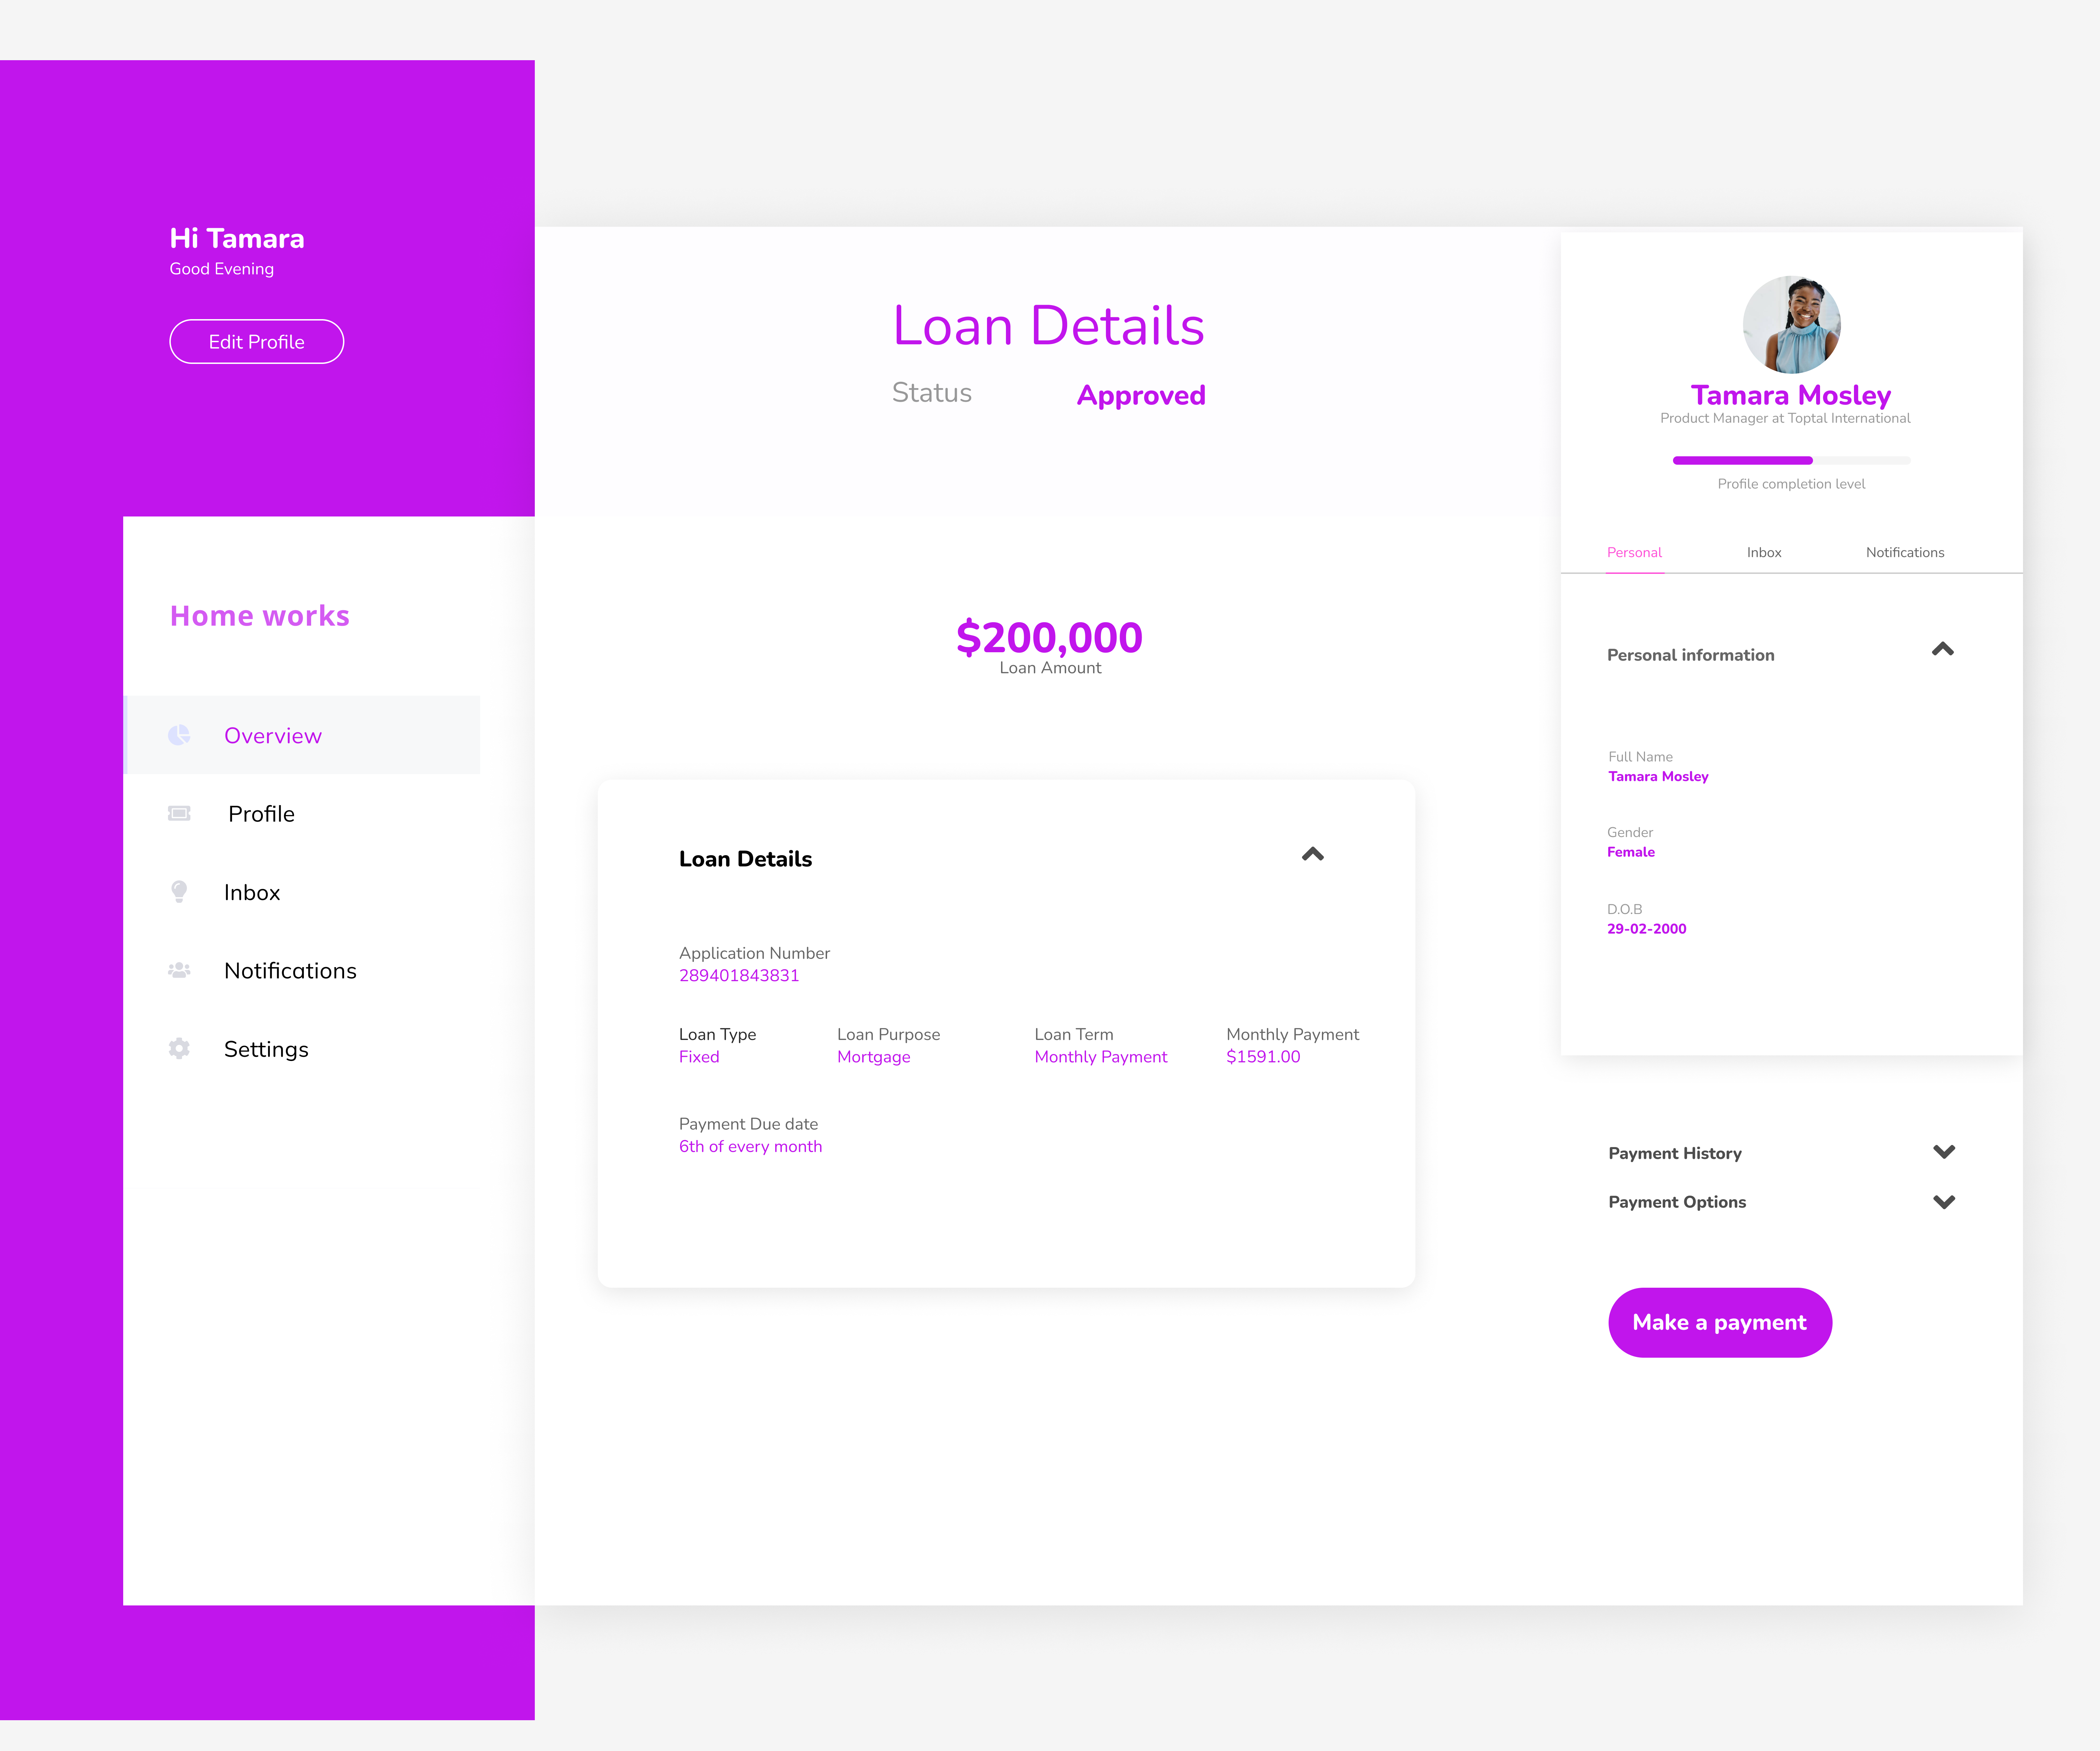 Hi Tamara
Good Evening
Edit Profile
Home works
Overview
Profile
Inbox
Notifications
Settings
Loan Details
Status Approved
$200,000
Loan Amount
Loan Details
Application Number
289401843831
Loan Type Loan Purpose Loan Term Monthly Payment
Fixed Mortgage Monthly Payment $1591.00
Payment Due date
6th of every month
Tamara Mosley
Product Manager at Toptal International
Profile completion level
Personal Inbox Notifications
Personal information
Full Name
Tamara Mosley
Gender
Female
D.O.B
29-02-2000
Payment History
Payment Options
Make a payment